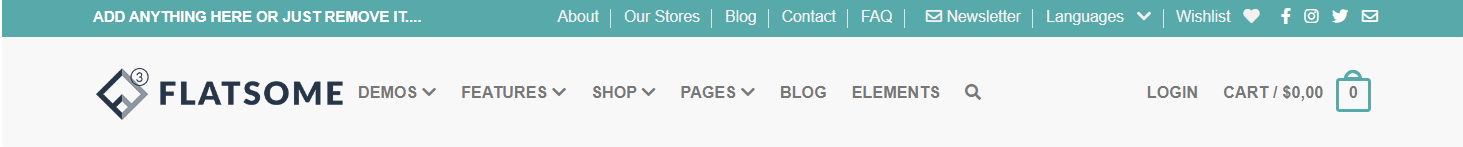 ADD ANYTHING HERE OR JUST REMOVE IT.... About Our Stores Blog Contact FAQ Newsletter Languages Wishlist
3 FLATSOME DEMOS FEATURES SHOP PAGES BLOG ELEMENTS LOGIN CART / $0,00 0